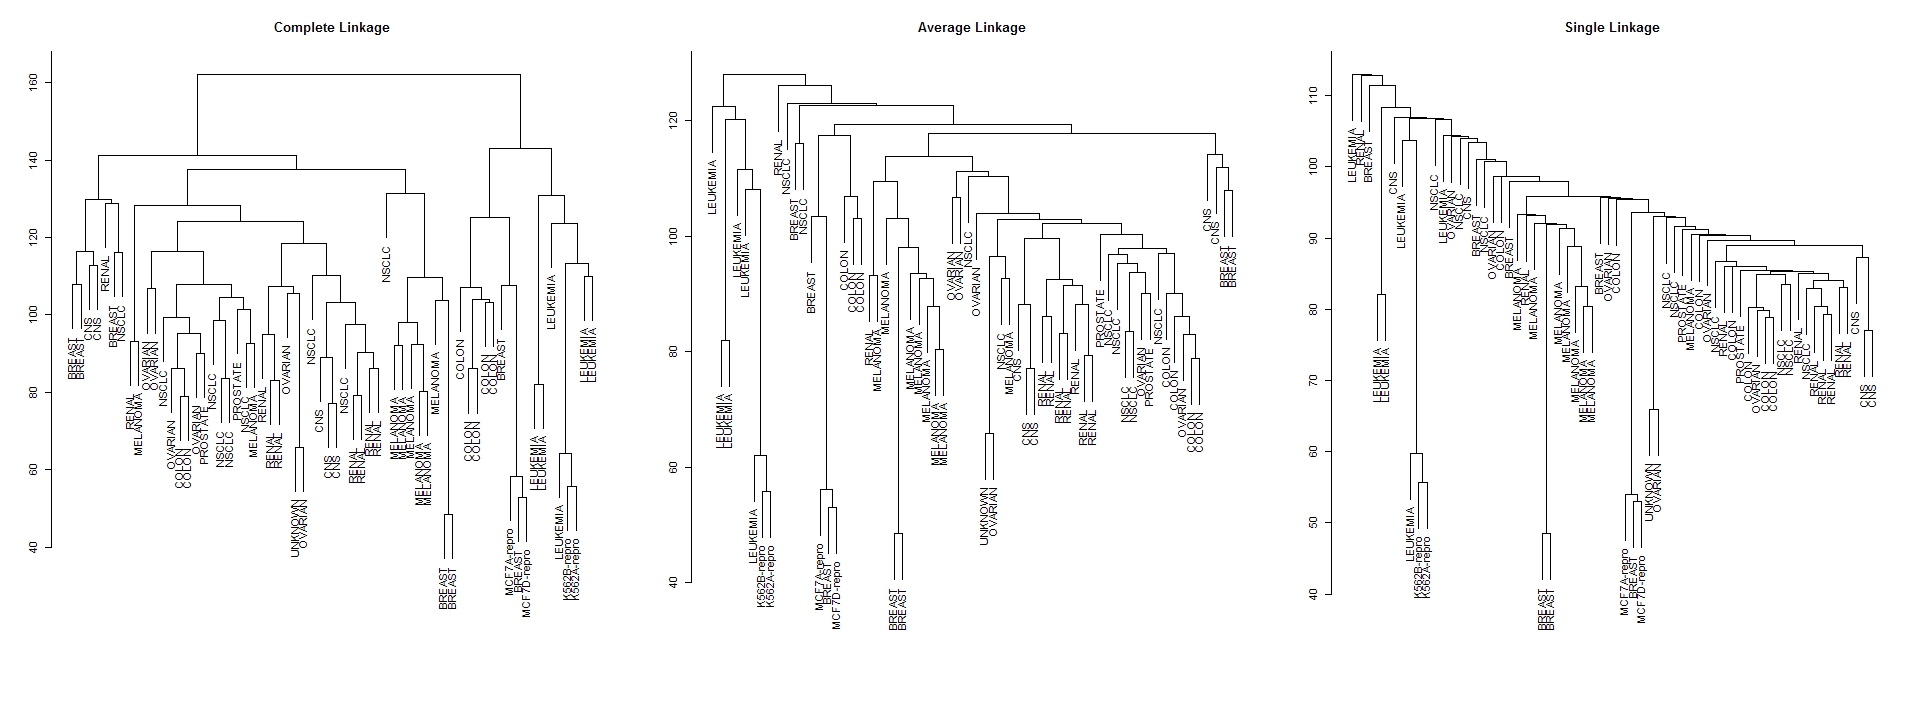 Complete Linkage
160
140
120
100
80
60
40
BREAST
BREAST
CNS
CNS
RENAL
BREAST
NSCLC
RENAL
MELANOMA
OVARIAN
OVARIAN
NSCLC
OVARIAN
COLON
COLON
OVARIAN
PROSTATE
NSCLC
NSCLC
NSCLC
PROSTATE
NSCLC
MELANOMA
RENAL
RENAL
RENAL
OVARIAN
UNKNOWN
OVARIAN
NSCLC
CNS
CNS
CNS
NSCLC
RENAL
RENAL
RENAL
RENAL
NSCLC
MELANOMA
MELANOMA
MELANOMA
MELANOMA
MELANOMA
MELANOMA
BREAST
BREAST
COLON
COLON
COLON
COLON
COLON
BREAST
MCF7A-repro
BREAST
MCF7D-repro
LEUKEMIA
LEUKEMIA
LEUKEMIA
LEUKEMIA
K562B-repro
K562A-repro
LEUKEMIA
LEUKEMIA
Average Linkage
120
100
80
60
40
LEUKEMIA
LEUKEMIA
LEUKEMIA
LEUKEMIA
LEUKEMIA
LEUKEMIA
K562B-repro
K562A-repro
RENAL
NSCLC
BREAST
NSCLC
BREAST
MCF7A-repro
BREAST
MCF7D-repro
COLON
COLON
COLON
RENAL
MELANOMA
MELANOMA
BREAST
BREAST
MELANOMA
MELANOMA
MELANOMA
MELANOMA
MELANOMA
OVARIAN
OVARIAN
NSCLC
OVARIAN
UNKNOWN
OVARIAN
NSCLC
MELANOMA
CNS
CNS
CNS
RENAL
RENAL
RENAL
RENAL
RENAL
RENAL
RENAL
PROSTATE
NSCLC
NSCLC
NSCLC
NSCLC
OVARIAN
PROSTATE
NSCLC
COLON
COLON
OVARIAN
COLON
COLON
CNS
CNS
BREAST
BREAST
Single Linkage
110
100
90
80
70
60
50
40
LEUKEMIA
RENAL
BREAST
LEUKEMIA
LEUKEMIA
CNS
LEUKEMIA
LEUKEMIA
K562B-repro
K562A-repro
NSCLC
LEUKEMIA
OVARIAN
NSCLC
CNS
BREAST
NSCLC
OVARIAN
COLON
BREAST
MELANOMA
RENAL
MELANOMA
BREAST
BREAST
MELANOMA
MELANOMA
MELANOMA
MELANOMA
MELANOMA
BREAST
OVARIAN
COLON
MCF7A-repro
BREAST
MCF7D-repro
UNKNOWN
OVARIAN
NSCLC
NSCLC
PROSTATE
MELANOMA
COLON
OVARIAN
NSCLC
RENAL
COLON
PROSTATE
COLON
OVARIAN
COLON
COLON
NSCLC
NSCLC
RENAL
NSCLC
RENAL
RENAL
RENAL
RENAL
RENAL
CNS
CNS
CNS